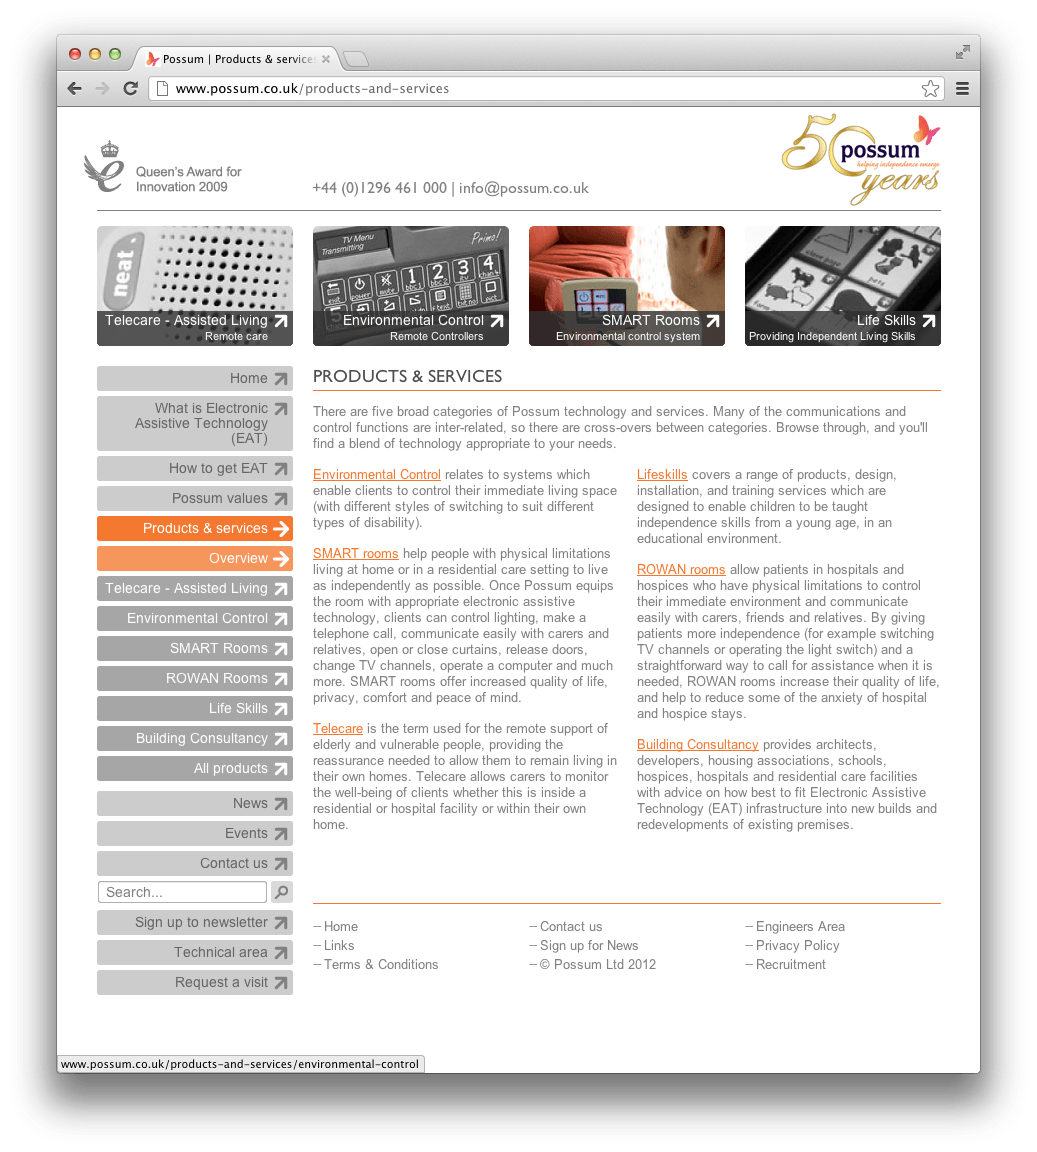 Possum | Products & services
www.possum.co.uk/products-and-services
Queen's Award for
Innovation 2009
+44 (0)1296 461 000 | info@possum.co.uk
50
possum
helping independence emerge
years
neat.
Telecare - Assisted Living
Remote care
TV Menu
Transmitting
Primo!
exit
power
mute
1
bbc 1
2
bbc 2
3
4
text
pict
Environmental Control
Remote Controllers
SMART Rooms
Environmental control system
pets
Life Skills
Providing Independent Living Skills
Home
What is Electronic
Assistive Technology
(EAT)
How to get EAT
Possum values
Products & services
Overview
Telecare - Assisted Living
Environmental Control
SMART Rooms
ROWAN Rooms
Life Skills
Building Consultancy
All products
News
Events
Contact us
Search...
Sign up to newsletter
Technical area
Request a visit
PRODUCTS & SERVICES
There are five broad categories of Possum technology and services. Many of the communications and
control functions are inter-related, so there are cross-overs between categories. Browse through, and you'll
find a blend of technology appropriate to your needs.
Environmental Control relates to systems which
enable clients to control their immediate living space
(with different styles of switching to suit different
types of disability).
SMART rooms help people with physical limitations
living at home or in a residential care setting to live
as independently as possible. Once Possum equips
the room with appropriate electronic assistive
technology, clients can control lighting, make a
telephone call, communicate easily with carers and
relatives, open or close curtains, release doors,
change TV channels, operate a computer and much
more. SMART rooms offer increased quality of life,
privacy, comfort and peace of mind.
Telecare is the term used for the remote support of
elderly and vulnerable people, providing the
reassurance needed to allow them to remain living in
their own homes. Telecare allows carers to monitor
the well-being of clients whether this is inside a
residential or hospital facility or within their own
home.
Lifeskills covers a range of products, design,
installation, and training services which are
designed to enable children to be taught
independence skills from a young age, in an
educational environment.
ROWAN rooms allow patients in hospitals and
hospices who have physical limitations to control
their immediate environment and communicate
easily with carers, friends and relatives. By giving
patients more independence (for example switching
TV channels or operating the light switch) and a
straightforward way to call for assistance when it is
needed, ROWAN rooms increase their quality of life,
and help to reduce some of the anxiety of hospital
and hospice stays.
Building Consultancy provides architects,
developers, housing associations, schools,
hospices, hospitals and residential care facilities
with advice on how best to fit Electronic Assistive
Technology (EAT) infrastructure into new builds and
redevelopments of existing premises.
– Home
– Links
– Terms & Conditions
– Contact us
– Sign up for News
– © Possum Ltd 2012
– Engineers Area
– Privacy Policy
– Recruitment
www.possum.co.uk/products-and-services/environmental-control